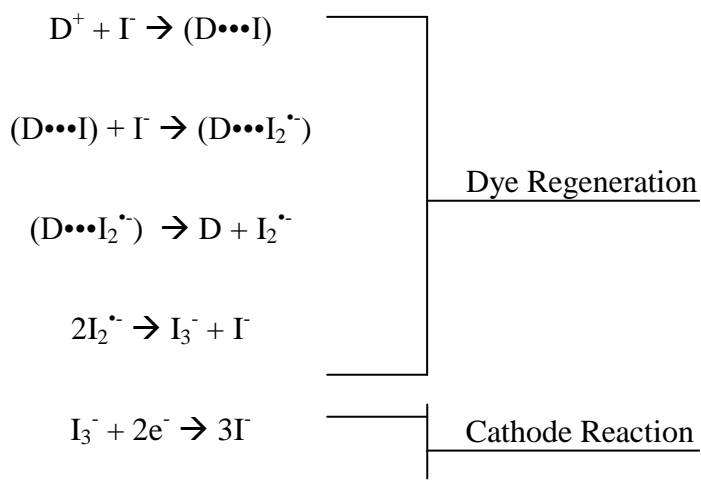 D⁺ + I⁻ → (D•••I)
(D•••I) + I⁻ → (D•••I₂•⁻)
Dye Regeneration
(D•••I₂•⁻) → D + I₂•⁻
2I₂•⁻ → I₃⁻ + I⁻
I₃⁻ + 2e⁻ → 3I⁻
Cathode Reaction